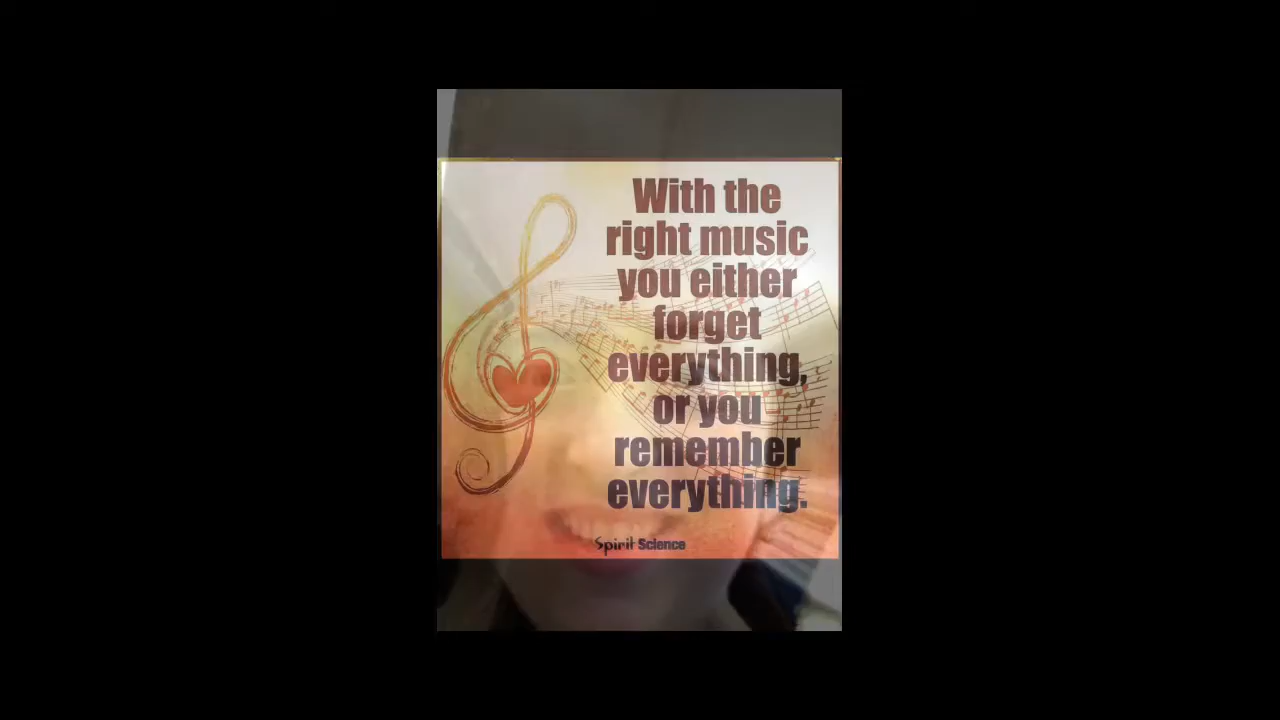 With the
right music
you either
forget
everything,
or you
remember
everything.
Spirit Science